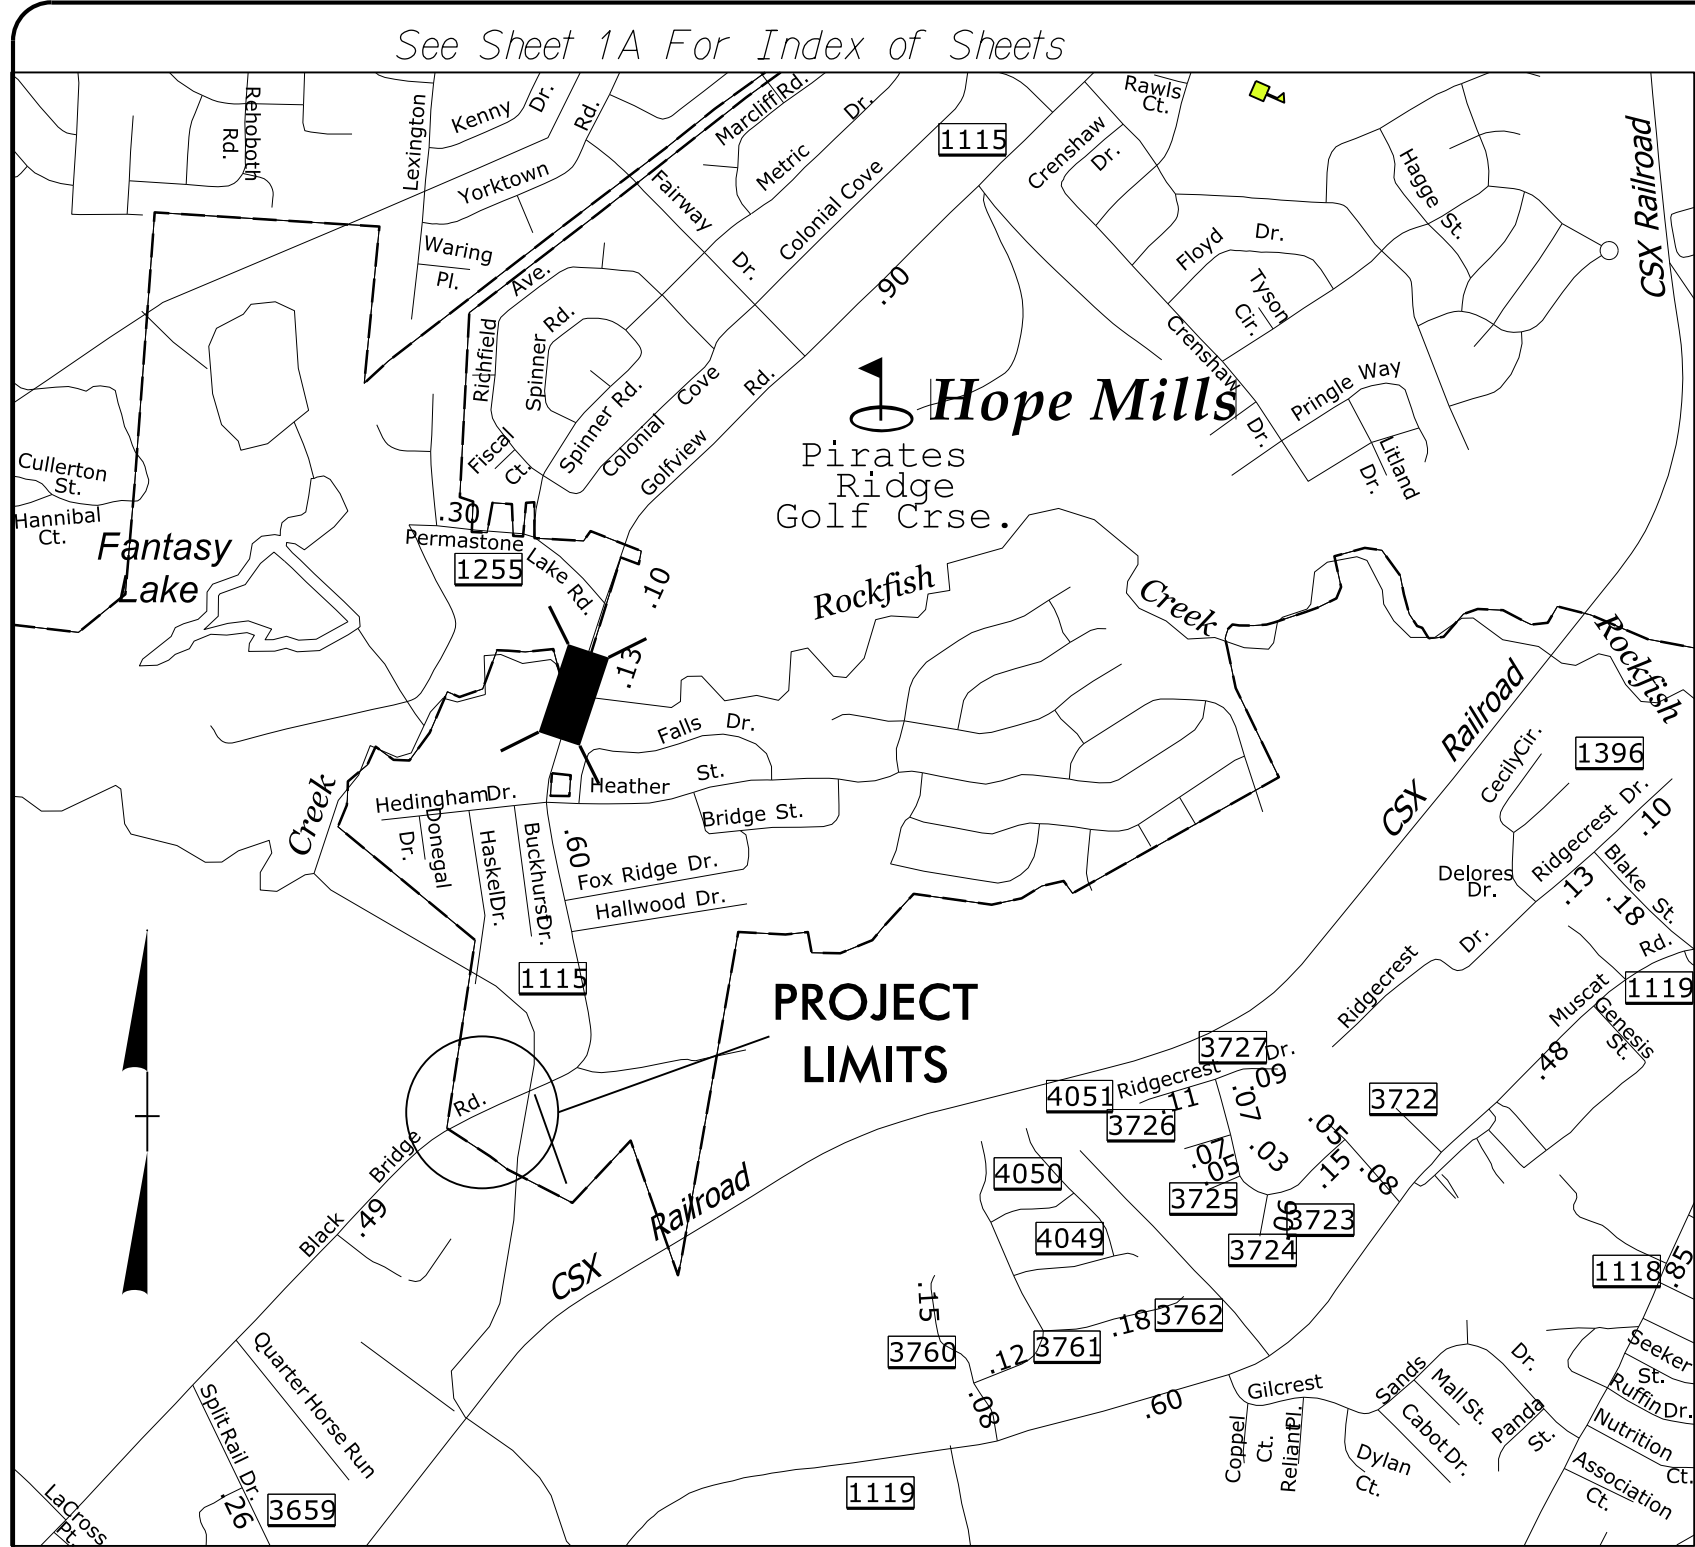 See Sheet 1A For Index of Sheets
Rehoboth
Rd.
Lexington
Kenny
Dr.
Rd.
Yorktown
Waring
Pl.
Marcliff Rd.
Metric
Dr.
Fairway
Dr.
Colonial Cove
1115
Rawls
Ct.
Crenshaw
Dr.
Hagge
St.
CSX Railroad
Floyd
Dr.
Tyson
Cir.
Crenshaw
Dr.
Pringle Way
Litland
Dr.
.90
Ave.
Richfield
Spinner
Rd.
Spinner Rd.
Fiscal
Ct.
Colonial
Cove
Golfview
Rd.
Hope Mills
Pirates
Ridge
Golf Crse.
Cullerton
St.
Hannibal
Ct.
Fantasy
Lake
.30
Permastone
Lake Rd.
1255
.10
.13
Rockfish
Creek
Rockfish
CSX
Railroad
Creek
Falls
Dr.
Heather
St.
Bridge St.
Hedingham Dr.
Donegal
Dr.
Haskel Dr.
Buckhurst Dr.
.60
Fox Ridge Dr.
Hallwood Dr.
1115
PROJECT
LIMITS
Cecily Cir.
1396
Ridgecrest Dr.
.10
Delores
Dr.
.13
Blake
St.
.18
Rd.
1119
Ridgecrest
Dr.
Muscat
Genesis
St.
.48
3727
Dr.
Ridgecrest
.09
4051
.11
3726
.07
3722
.05
.07
.05
.03
.15
.08
4050
3725
.06
3723
4049
3724
1118
.85
Rd.
Bridge
Black
.49
CSX
Railroad
.15
3760
.12
3761
.18
3762
.08
.60
Gilcrest
Coppel
Ct.
Reliant Pl.
Sands
Dr.
Mall St.
Cabot Dr.
Panda
St.
Dylan
Ct.
Seeker
St.
Ruffin Dr.
Nutrition
Ct.
Association
Ct.
Quarter Horse Run
Split Rail Dr.
.26
3659
LaCross
Pt.
1119